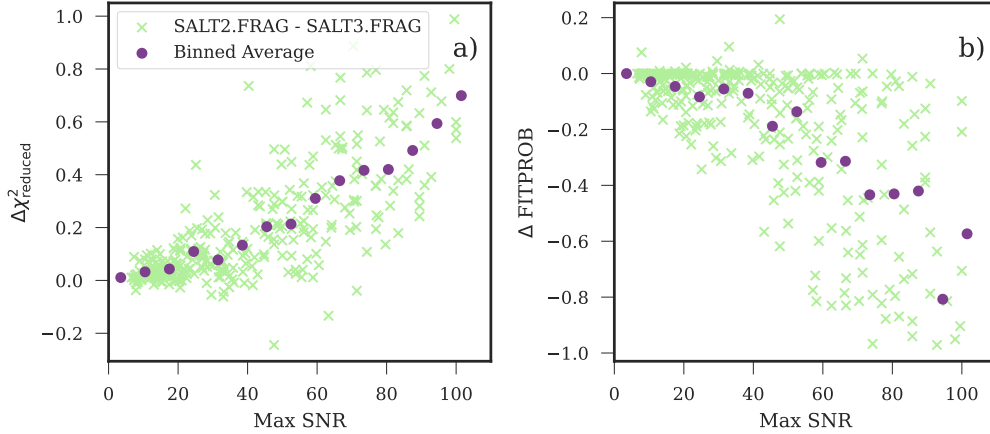 SALT2.FRAG - SALT3.FRAG
Binned Average
a)
1.0
0.8
0.6
0.4
0.2
0.0
−0.2
Δχ²reduced
0 20 40 60 80 100
Max SNR
b)
0.2
0.0
−0.2
−0.4
−0.6
−0.8
−1.0
Δ FITPROB
0 20 40 60 80 100
Max SNR